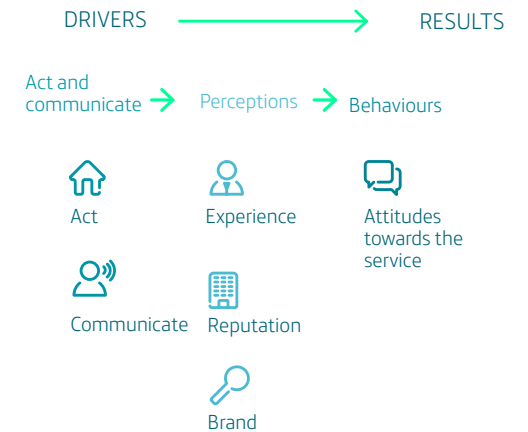 DRIVERS
RESULTS
Act and
communicate
Perceptions
Behaviours
Act
Experience
Attitudes
towards the
service
Communicate
Reputation
Brand